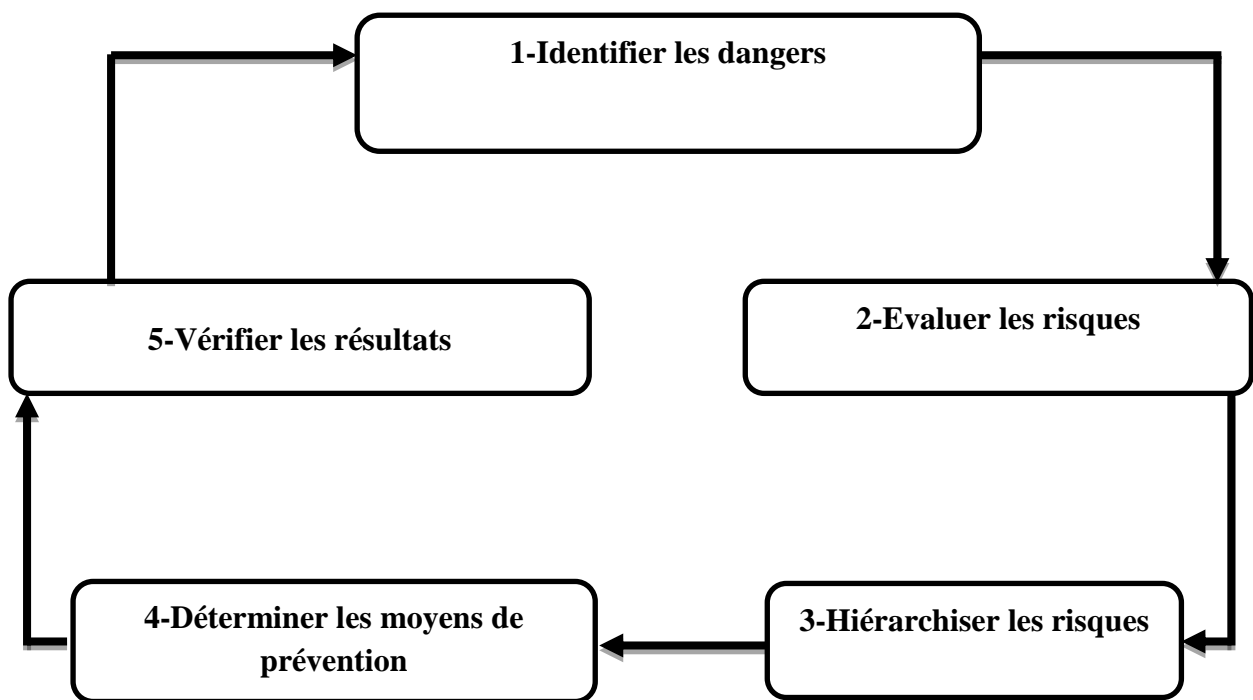 1-Identifier les dangers
2-Evaluer les risques
3-Hiérarchiser les risques
4-Déterminer les moyens de
prévention
5-Vérifier les résultats